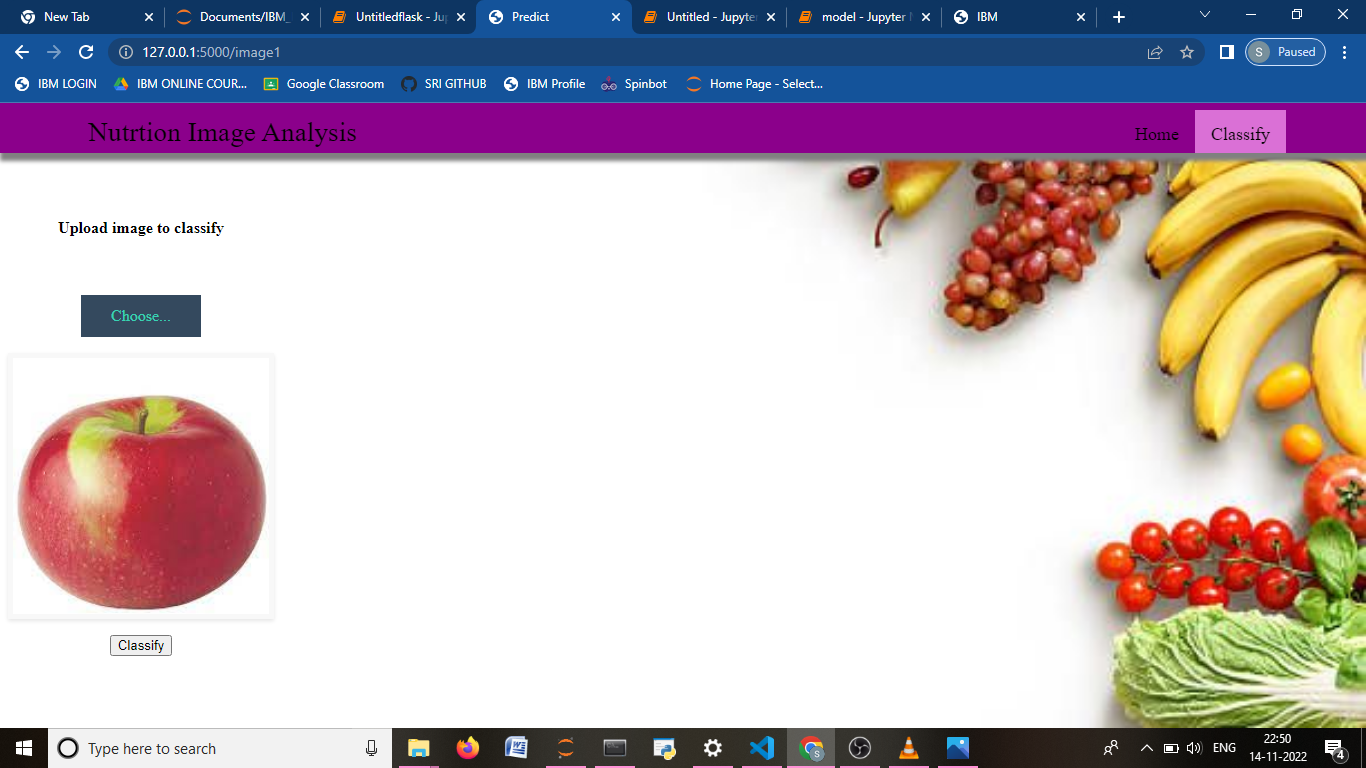 New Tab
Documents/IBM_
Untitledflask - Ju
Predict
Untitled - Jupyter
model - Jupyter
IBM
127.0.0.1:5000/image1
S Paused
IBM LOGIN
IBM ONLINE COUR...
Google Classroom
SRI GITHUB
IBM Profile
Spinbot
Home Page - Select...
Nutrtion Image Analysis
Home
Classify
Upload image to classify
Choose...
Classify
Type here to search
ENG
22:50
14-11-2022
4